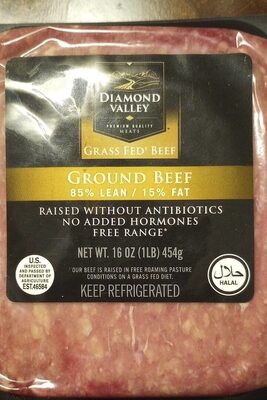 DIAMOND
VALLEY
PREMIUM QUALITY
MEATS
GRASS FED† BEEF
GROUND BEEF
85% LEAN / 15% FAT
RAISED WITHOUT ANTIBIOTICS
NO ADDED HORMONES
FREE RANGE*
NET WT. 16 OZ (1LB) 454g
U.S.
INSPECTED
AND PASSED BY
DEPARTMENT OF
AGRICULTURE
EST.46584
†OUR BEEF IS RAISED IN FREE ROAMING PASTURE
CONDITIONS ON A GRASS FED DIET.
KEEP REFRIGERATED
حلال
HALAL